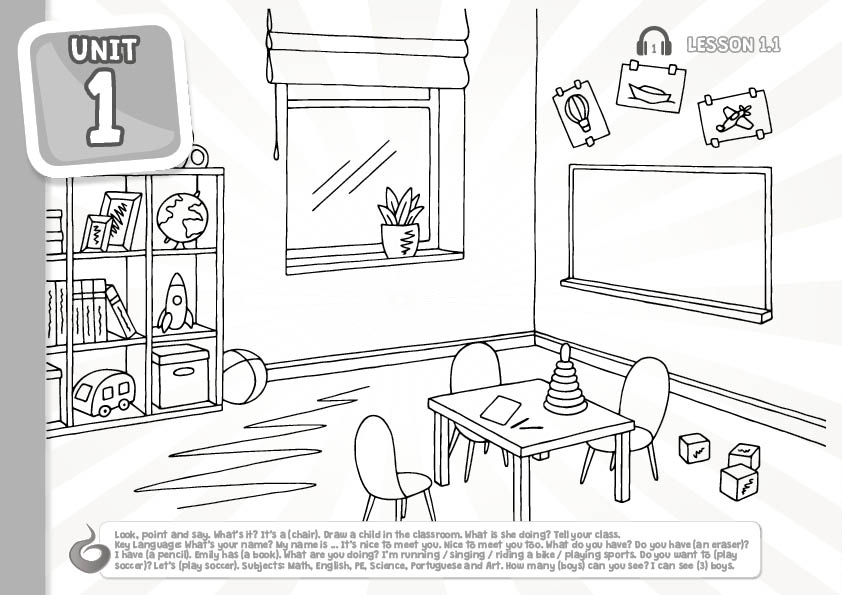 UNIT
1
1
LESSON 1.1
Look, point and say. What's it? It's a (chair). Draw a child in the classroom. What is she doing? Tell your class.
Key Language: What's your name? My name is ... It's nice to meet you. Nice to meet you too. What do you have? Do you have (an eraser)?
I have (a pencil). Emily has (a book). What are you doing? I'm running / singing / riding a bike / playing sports. Do you want to (play
soccer)? Let's (play soccer). Subjects: Math, English, PE, Science, Portuguese and Art. How many (boys) can you see? I can see (3) boys.